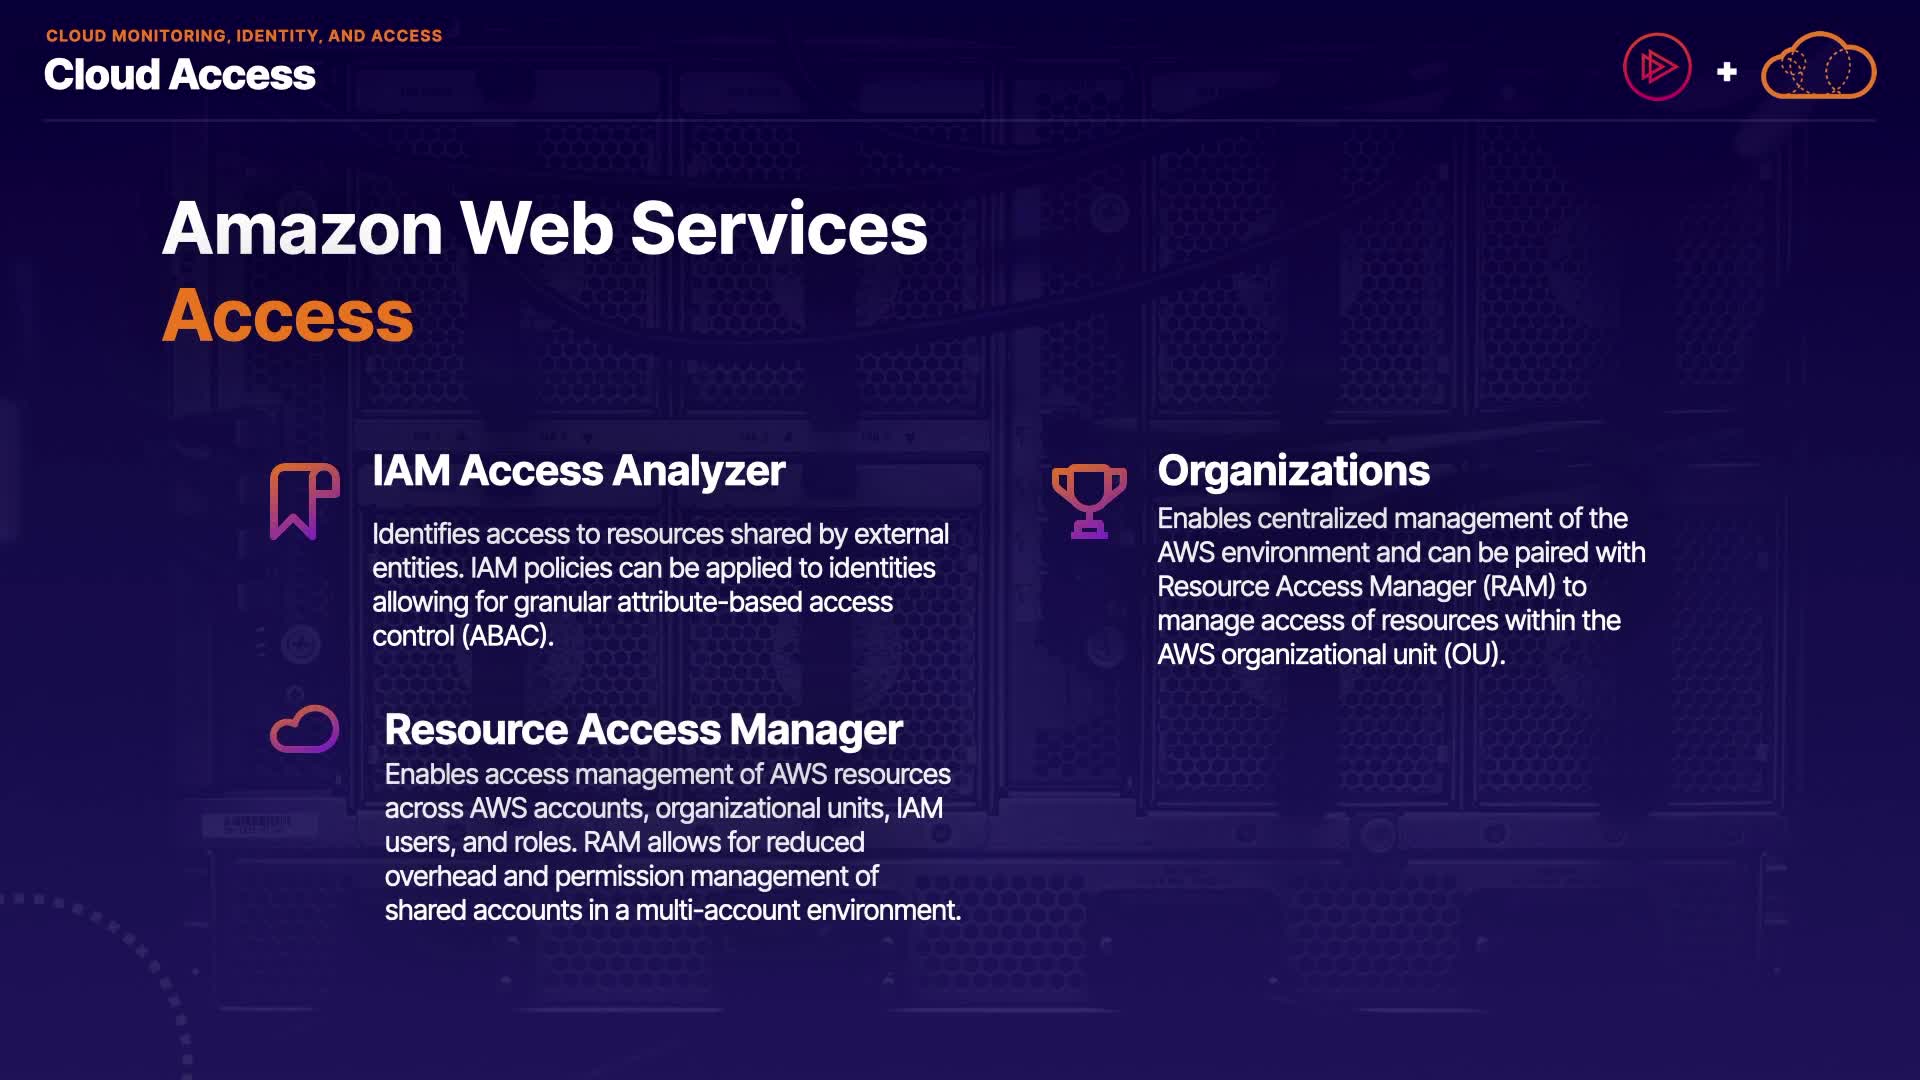 CLOUD MONITORING, IDENTITY, AND ACCESS
Cloud Access
Amazon Web Services
Access
IAM Access Analyzer
Identifies access to resources shared by external
entities. IAM policies can be applied to identities
allowing for granular attribute-based access
control (ABAC).
Resource Access Manager
Enables access management of AWS resources
across AWS accounts, organizational units, IAM
users, and roles. RAM allows for reduced
overhead and permission management of
shared accounts in a multi-account environment.
Organizations
Enables centralized management of the
AWS environment and can be paired with
Resource Access Manager (RAM) to
manage access of resources within the
AWS organizational unit (OU).